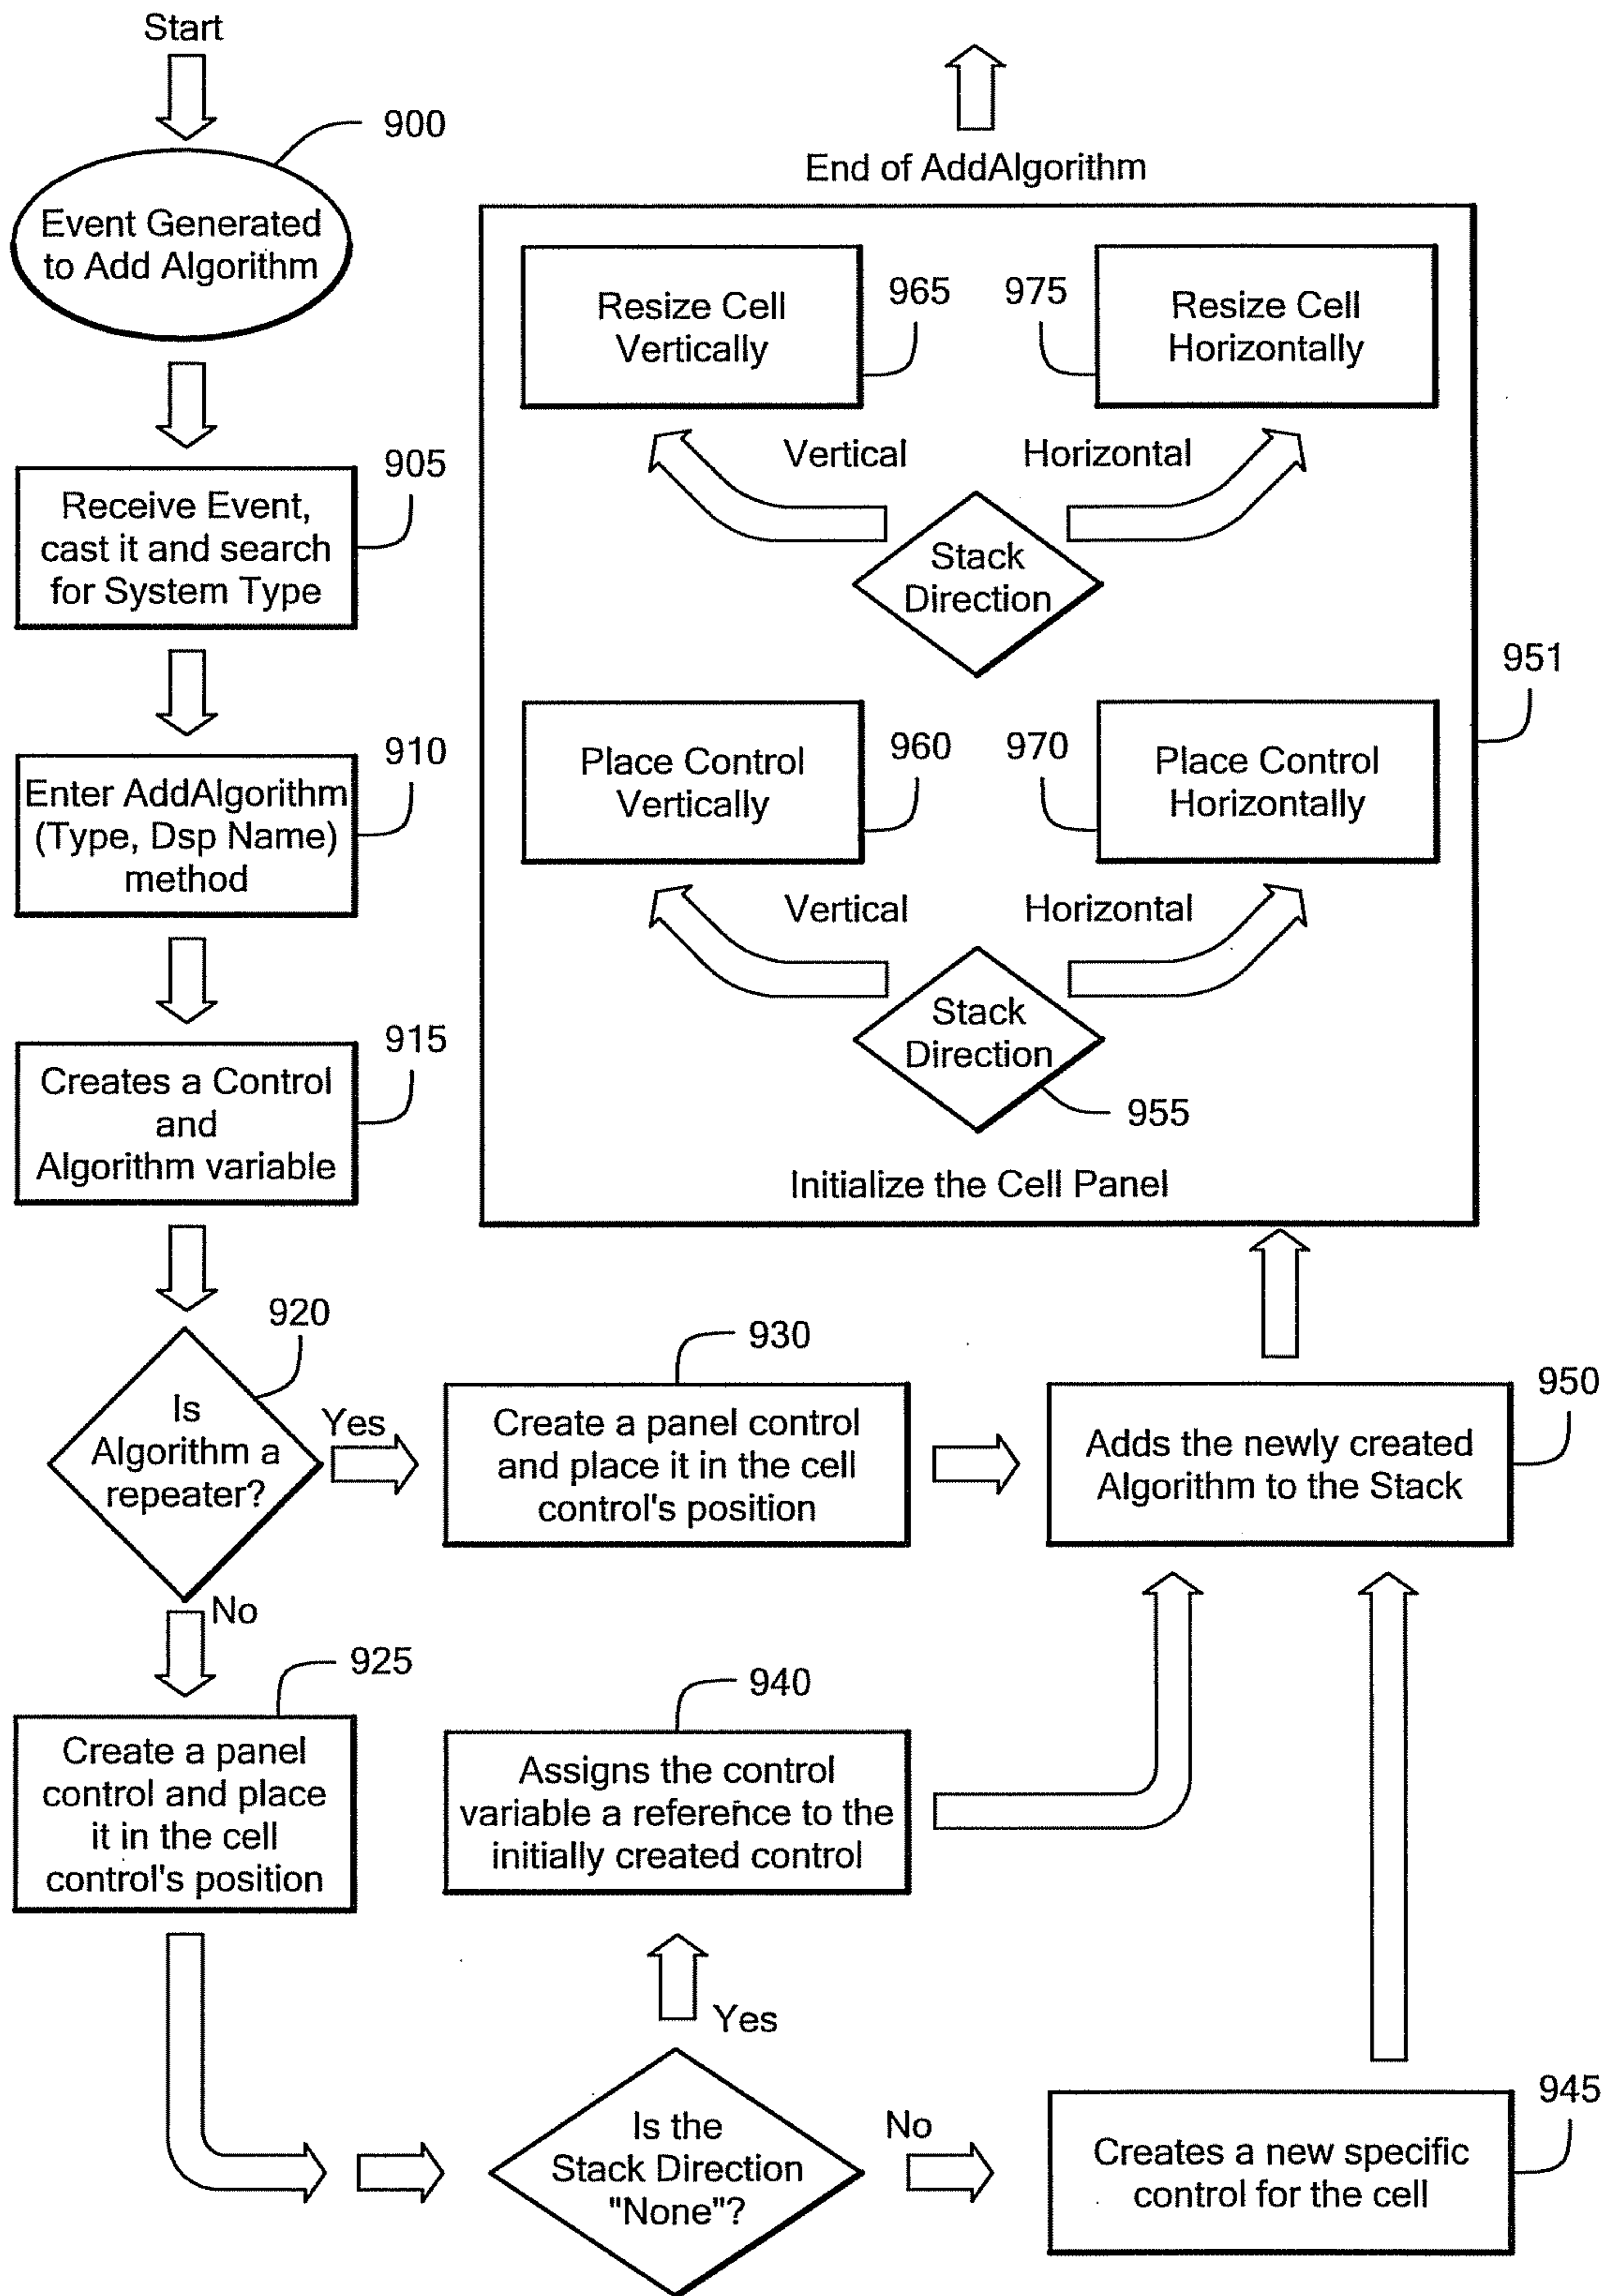 Start
900
Event Generated
to Add Algorithm
905
Receive Event,
cast it and search
for System Type
910
Enter AddAlgorithm
(Type, Dsp Name)
method
915
Creates a Control
and
Algorithm variable
920
Is
Algorithm a
repeater?
Yes
No
930
Create a panel control
and place it in the cell
control's position
925
Create a panel
control and place
it in the cell
control's position
Is the
Stack Direction
"None"?
Yes
No
940
Assigns the control
variable a reference to the
initially created control
945
Creates a new specific
control for the cell
950
Adds the newly created
Algorithm to the Stack
951
Initialize the Cell Panel
955
Stack
Direction
Vertical
Horizontal
960
Place Control
Vertically
970
Place Control
Horizontally
Stack
Direction
Vertical
Horizontal
965
Resize Cell
Vertically
975
Resize Cell
Horizontally
End of AddAlgorithm